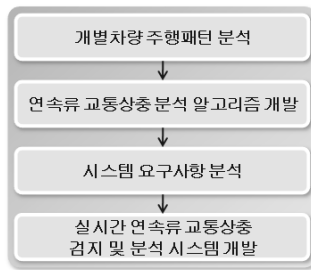 개별차량 주행패턴 분석
연속류 교통상충 분석 알고리즘 개발
시스템 요구사항 분석
실시간 연속류 교통상충
검지 및 분석 시스템 개발